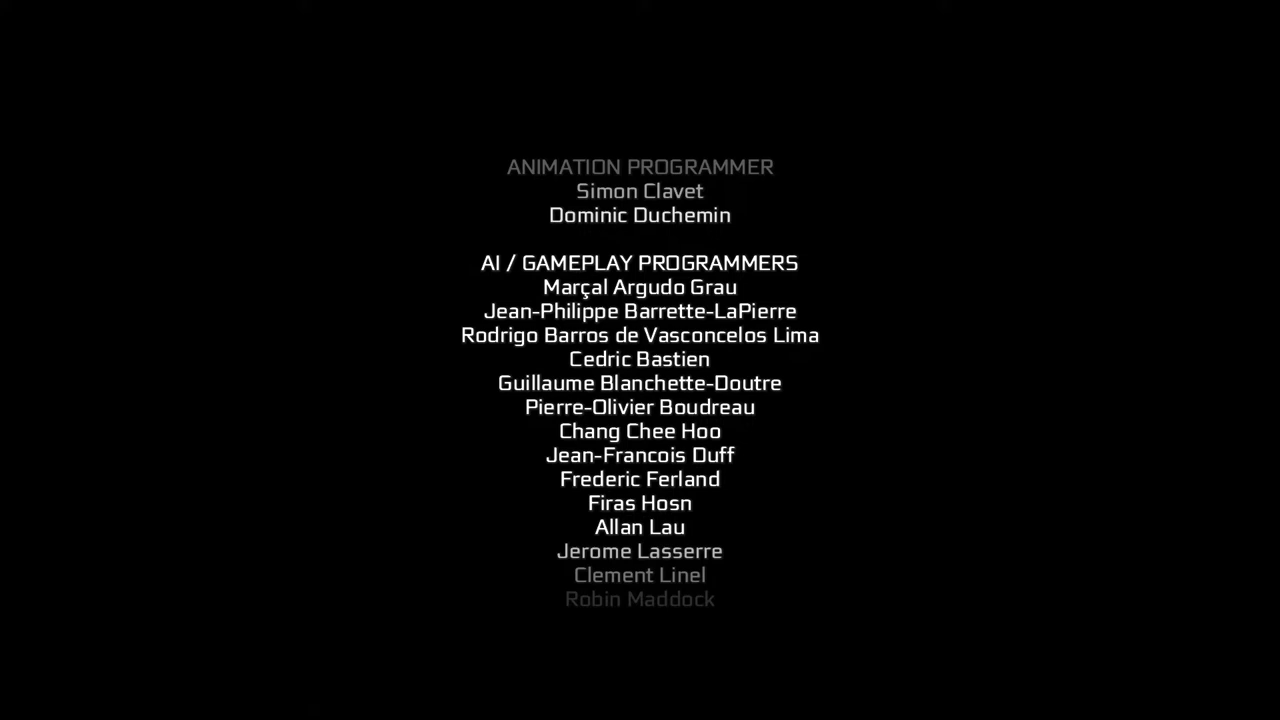 ANIMATION PROGRAMMER
Simon Clavet
Dominic Duchemin
AI / GAMEPLAY PROGRAMMERS
Marçal Argudo Grau
Jean-Philippe Barrette-LaPierre
Rodrigo Barros de Vasconcelos Lima
Cedric Bastien
Guillaume Blanchette-Doutre
Pierre-Olivier Boudreau
Chang Chee Hoo
Jean-Francois Duff
Frederic Ferland
Firas Hosn
Allan Lau
Jerome Lasserre
Clement Linel
Robin Maddock